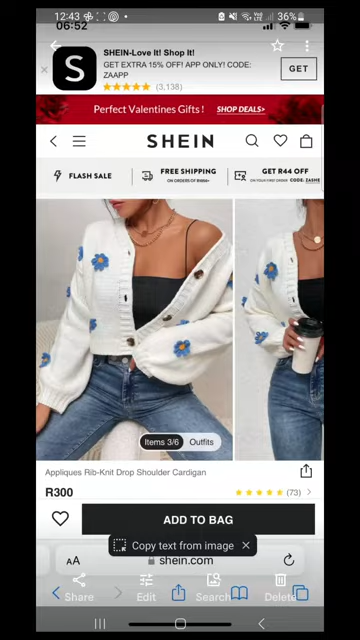 12:43
36%
06:52
SHEIN-Love It! Shop It!
GET EXTRA 15% OFF! APP ONLY! CODE:
ZAAPP
(3,138)
GET
S
Perfect Valentines Gifts !
SHOP DEALS>
SHEIN
FLASH SALE
FREE SHIPPING
GET R44 OFF
CODE: ZASHE
Items 3/6
Outfits
Appliques Rib-Knit Drop Shoulder Cardigan
R300
(73)
ADD TO BAG
Copy text from image
AA
shein.com
Share
Edit
Search
Delete